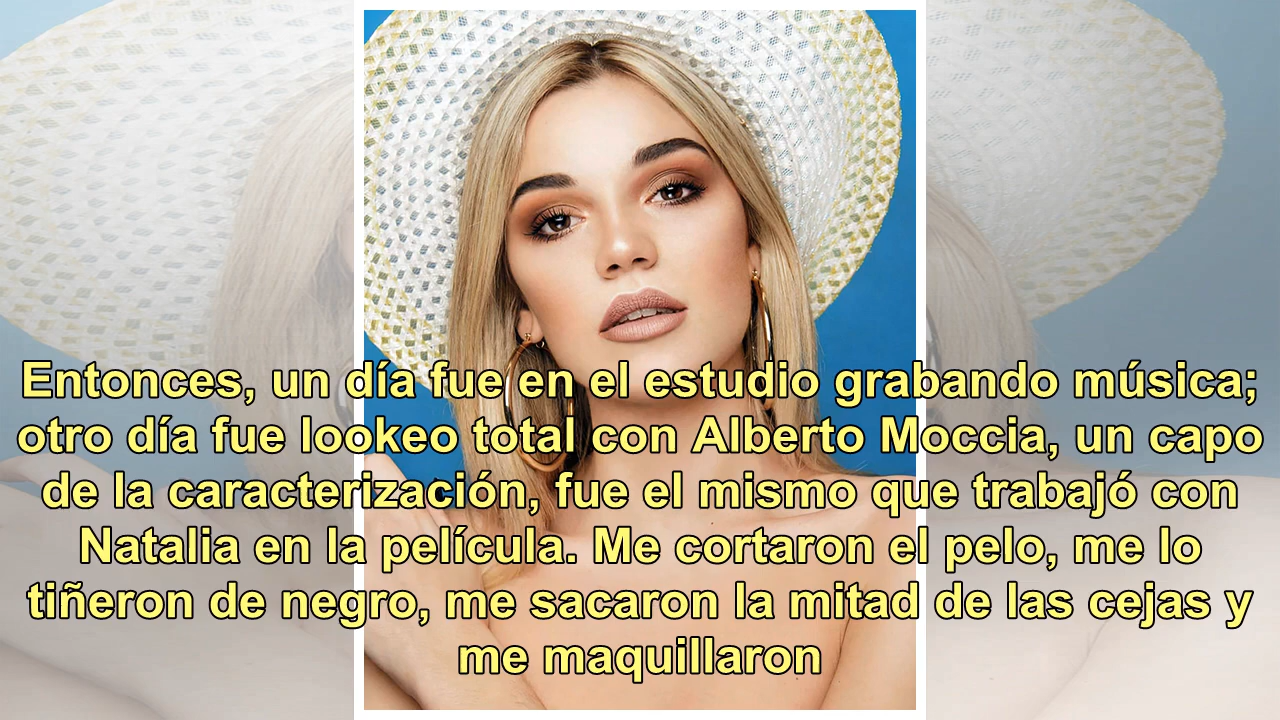 Entonces, un día fue en el estudio grabando música;
otro día fue lookeo total con Alberto Moccia, un capo
de la caracterización, fue el mismo que trabajó con
Natalia en la película. Me cortaron el pelo, me lo
tiñeron de negro, me sacaron la mitad de las cejas y
me maquillaron